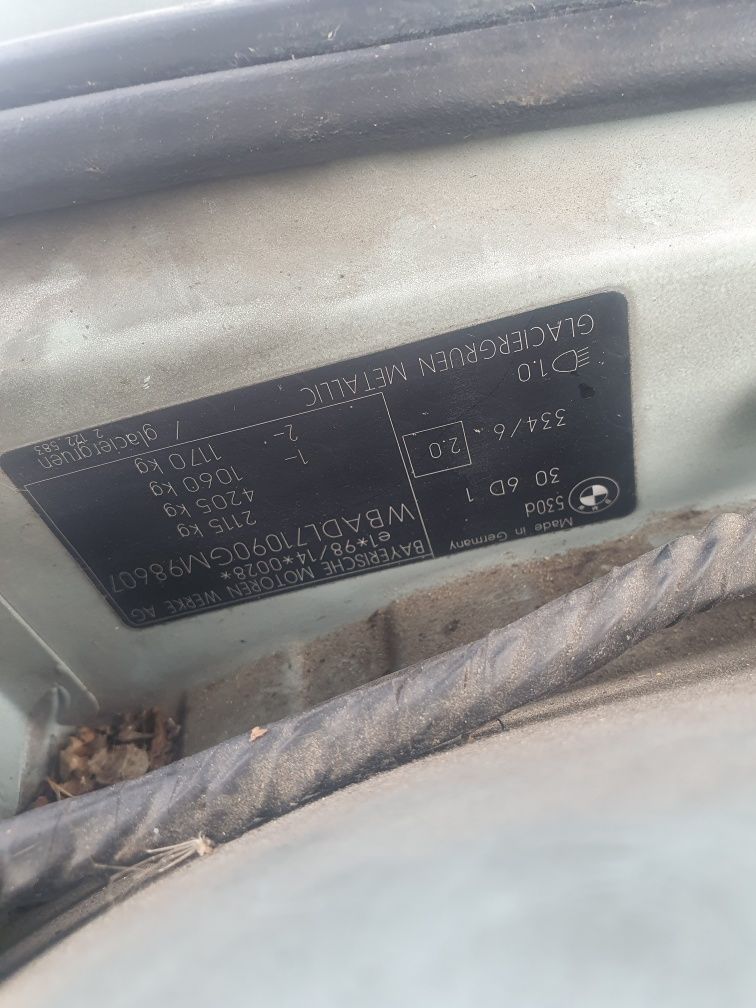 BAYERISCHE MOTOREN WERKE AG
e1*98/14*0028*
WBADL71090GM98607
2115 kg
4205 kg
1- 1060 kg
2- 1170 kg
Made in Germany
530d
30 6D 1
334/6 2.0
1.0
GLACIERGRUEN METALLIC
/ glaciergruen
2 172 583